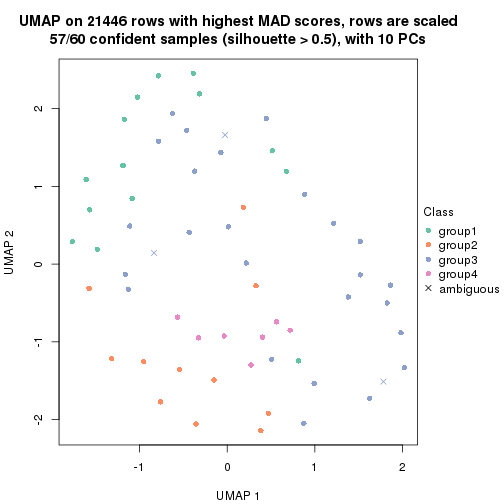 UMAP on 21446 rows with highest MAD scores, rows are scaled
57/60 confident samples (silhouette > 0.5), with 10 PCs
2
1
0
-1
-2
UMAP 2
-1
0
1
2
UMAP 1
Class
group1
group2
group3
group4
ambiguous